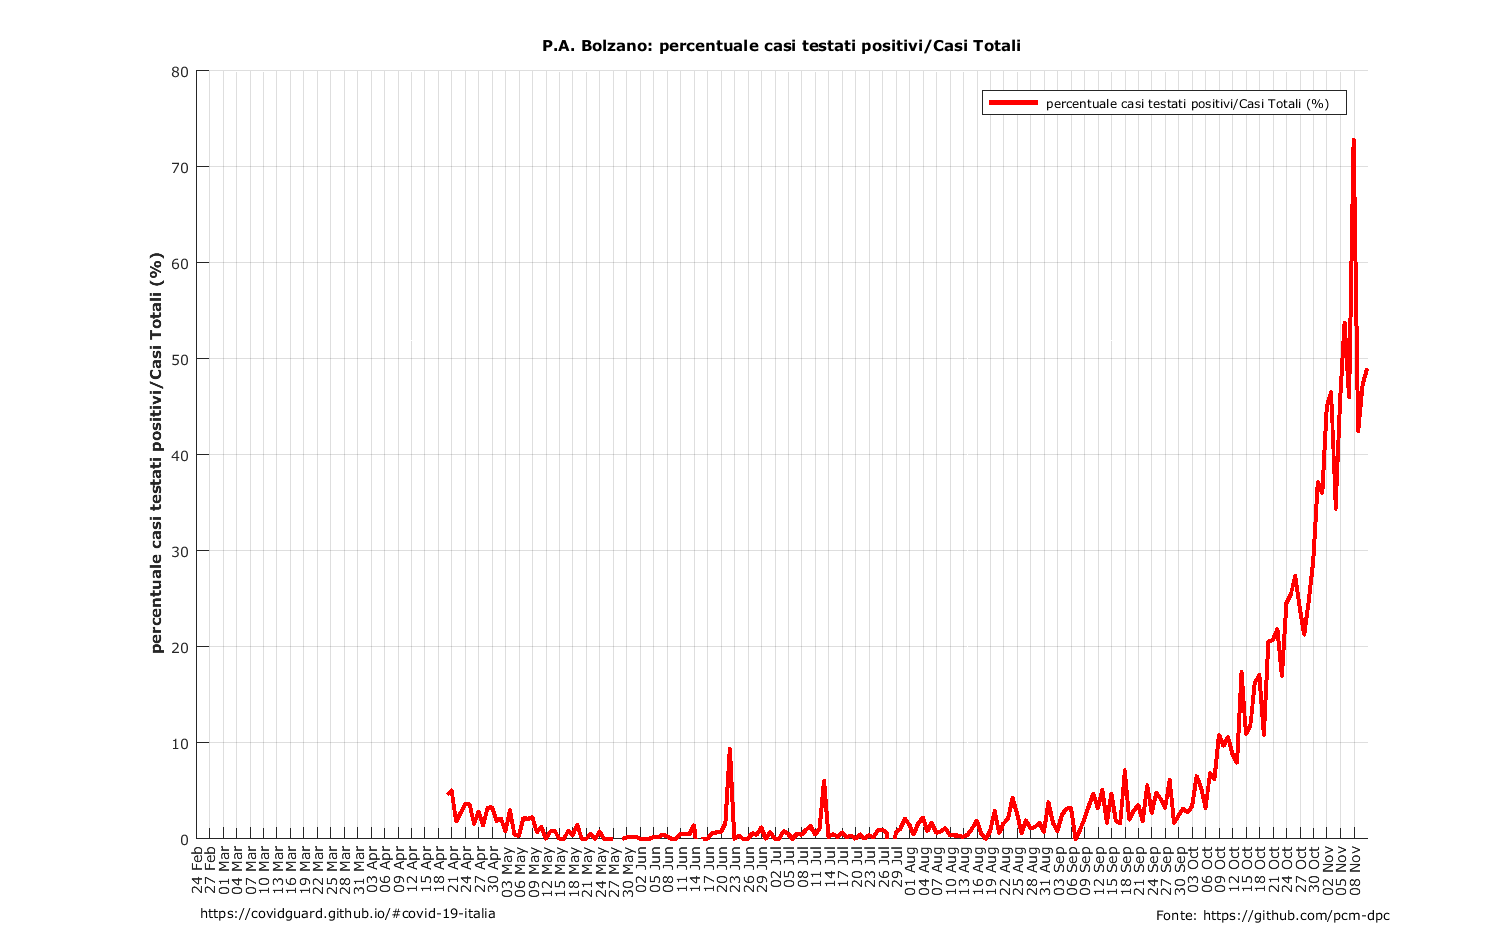 P.A. Bolzano: percentuale casi testati positivi/Casi Totali
percentuale casi testati positivi/Casi Totali (%)
percentuale casi testati positivi/Casi Totali (%)
80
70
60
50
40
30
20
10
0
24 Feb
27 Feb
01 Mar
04 Mar
07 Mar
10 Mar
13 Mar
16 Mar
19 Mar
22 Mar
25 Mar
28 Mar
31 Mar
03 Apr
06 Apr
09 Apr
12 Apr
15 Apr
18 Apr
21 Apr
24 Apr
27 Apr
30 Apr
03 May
06 May
09 May
12 May
15 May
18 May
21 May
24 May
27 May
30 May
02 Jun
05 Jun
08 Jun
11 Jun
14 Jun
17 Jun
20 Jun
23 Jun
26 Jun
29 Jun
02 Jul
05 Jul
08 Jul
11 Jul
14 Jul
17 Jul
20 Jul
23 Jul
26 Jul
29 Jul
01 Aug
04 Aug
07 Aug
10 Aug
13 Aug
16 Aug
19 Aug
22 Aug
25 Aug
28 Aug
31 Aug
03 Sep
06 Sep
09 Sep
12 Sep
15 Sep
18 Sep
21 Sep
24 Sep
27 Sep
30 Sep
03 Oct
06 Oct
09 Oct
12 Oct
15 Oct
18 Oct
21 Oct
24 Oct
27 Oct
30 Oct
02 Nov
05 Nov
08 Nov
https://covidguard.github.io/#covid-19-italia
Fonte: https://github.com/pcm-dpc